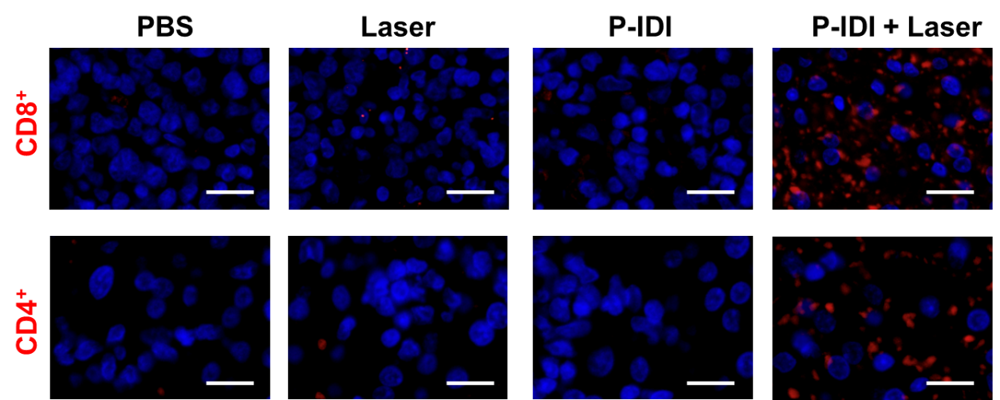 PBS Laser P-IDI P-IDI + Laser
CD8⁺
CD4⁺